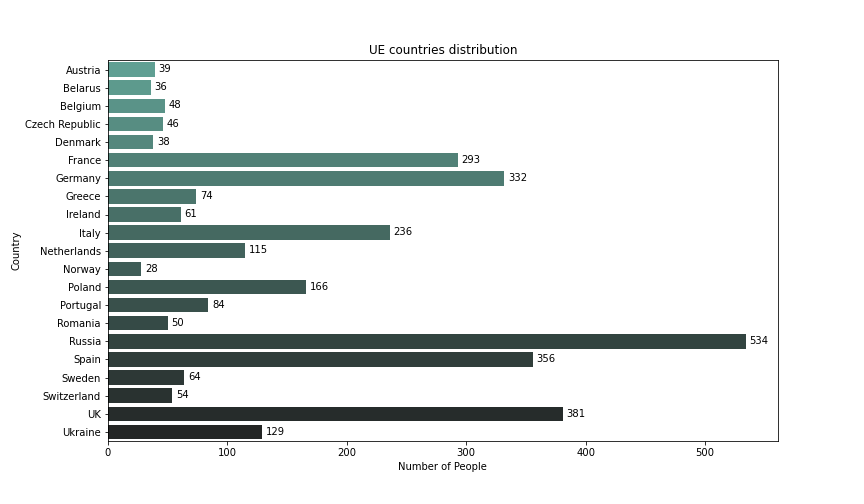 UE countries distribution
Austria 39
Belarus 36
Belgium 48
Czech Republic 46
Denmark 38
France 293
Germany 332
Greece 74
Ireland 61
Italy 236
Netherlands 115
Norway 28
Poland 166
Portugal 84
Romania 50
Russia 534
Spain 356
Sweden 64
Switzerland 54
UK 381
Ukraine 129
Country
0 100 200 300 400 500
Number of People